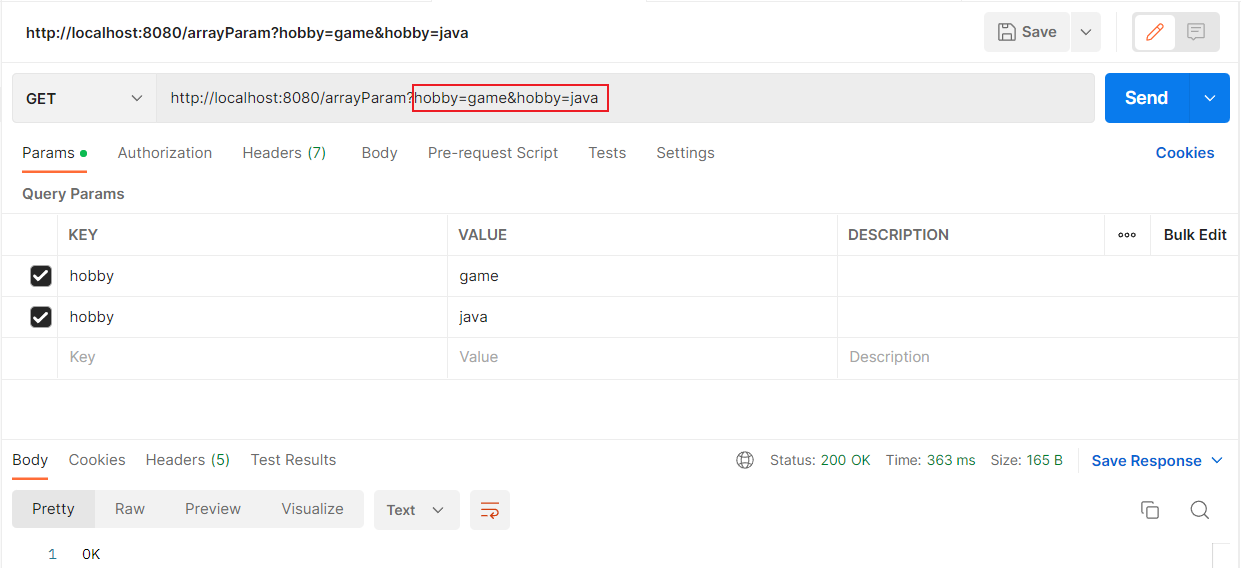 http://localhost:8080/arrayParam?hobby=game&hobby=java Save
GET http://localhost:8080/arrayParam?hobby=game&hobby=java Send
Params Authorization Headers (7) Body Pre-request Script Tests Settings Cookies
Query Params
KEY VALUE DESCRIPTION Bulk Edit
hobby game
hobby java
Key Value Description
Body Cookies Headers (5) Test Results Status: 200 OK Time: 363 ms Size: 165 B Save Response
Pretty Raw Preview Visualize Text
1 OK